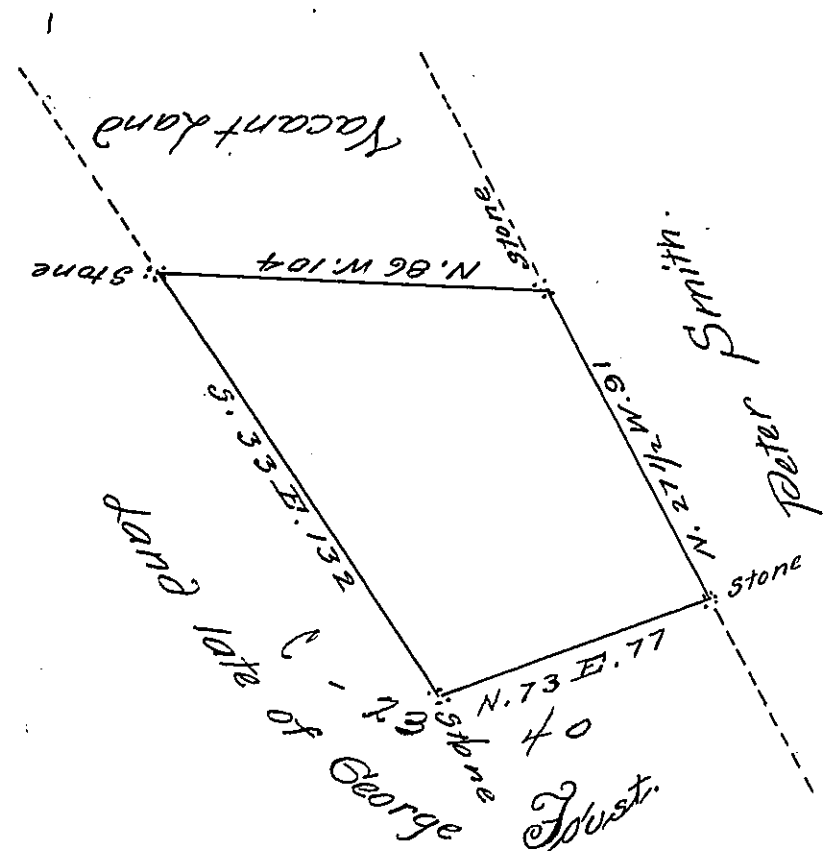 Vacant Land
Stone
N. 86 W. 104
Stone
Peter Smith.
N. 27 1/2 W. 91
Stone
S. 33 E. 132
N. 73 E. 77
Stone
Land late of George Foust.
C - 23
40